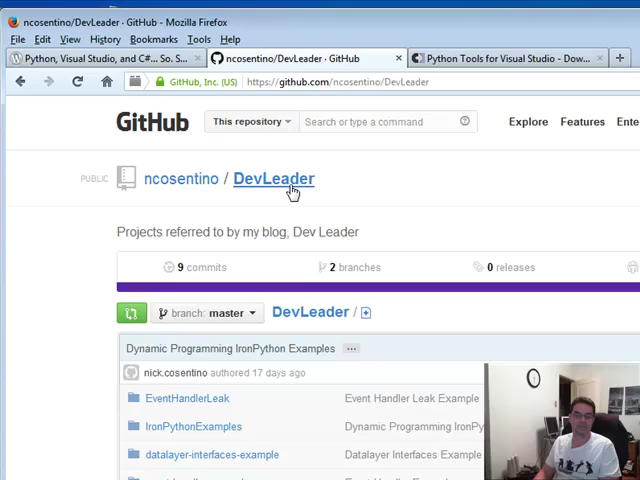 ncosentino/DevLeader · GitHub - Mozilla Firefox
File Edit View History Bookmarks Tools Help
Python, Visual Studio, and C#... So. S... × ncosentino/DevLeader · GitHub × Python Tools for Visual Studio - Dow... × +
GitHub, Inc. (US) https://github.com/ncosentino/DevLeader
GitHub This repository Search or type a command Explore Features Ente
PUBLIC ncosentino / DevLeader
Projects referred to by my blog, Dev Leader
9 commits 2 branches 0 releases
branch: master DevLeader /
Dynamic Programming IronPython Examples ...
nick.cosentino authored 17 days ago
EventHandlerLeak Event Handler Leak Example
IronPythonExamples Dynamic Programming IronPy
datalayer-interfaces-example Datalayer Interfaces Example